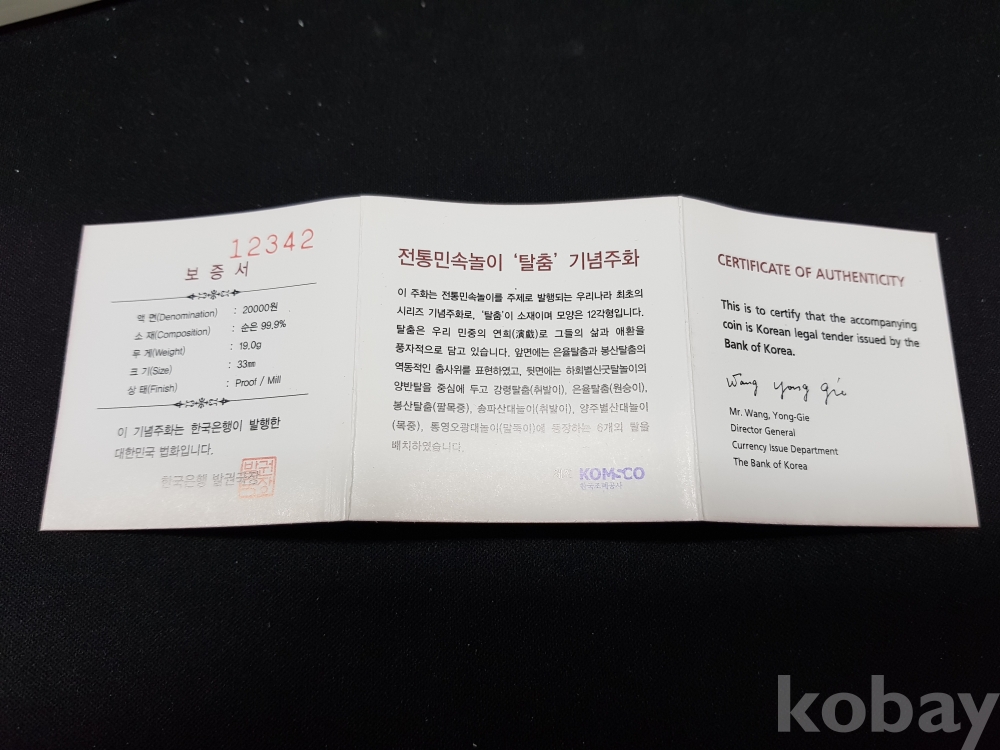 12342
보 증 서
액 면(Denomination) : 20000원
소 재(Composition) : 순은 99.9%
무 게(Weight) : 19.0g
크 기(Size) : 33㎜
상 태(Finish) : Proof / Mill
이 기념주화는 한국은행이 발행한
대한민국 법화입니다.
한국은행 발권국장
전통민속놀이 '탈춤' 기념주화
이 주화는 전통민속놀이를 주제로 발행되는 우리나라 최초의
시리즈 기념주화로, '탈춤'이 소재이며 모양은 12각형입니다.
탈춤은 우리 민중의 연희(演戱)로 그들의 삶과 애환을
풍자적으로 담고 있습니다. 앞면에는 은율탈춤과 봉산탈춤의
역동적인 춤사위를 표현하였고, 뒷면에는 하회별신굿탈놀이의
양반탈을 중심에 두고 강령탈춤(취발이), 은율탈춤(원숭이),
봉산탈춤(팔목중), 송파산대놀이(취발이), 양주별산대놀이
(목중), 통영오광대놀이(말뚝이)에 등장하는 6개의 탈을
배치하였습니다.
KOMSCO
한국조폐공사
CERTIFICATE OF AUTHENTICITY
This is to certify that the accompanying
coin is Korean legal tender issued by the
Bank of Korea.
Wang yong gie
Mr. Wang, Yong-Gie
Director General
Currency Issue Department
The Bank of Korea
kobay